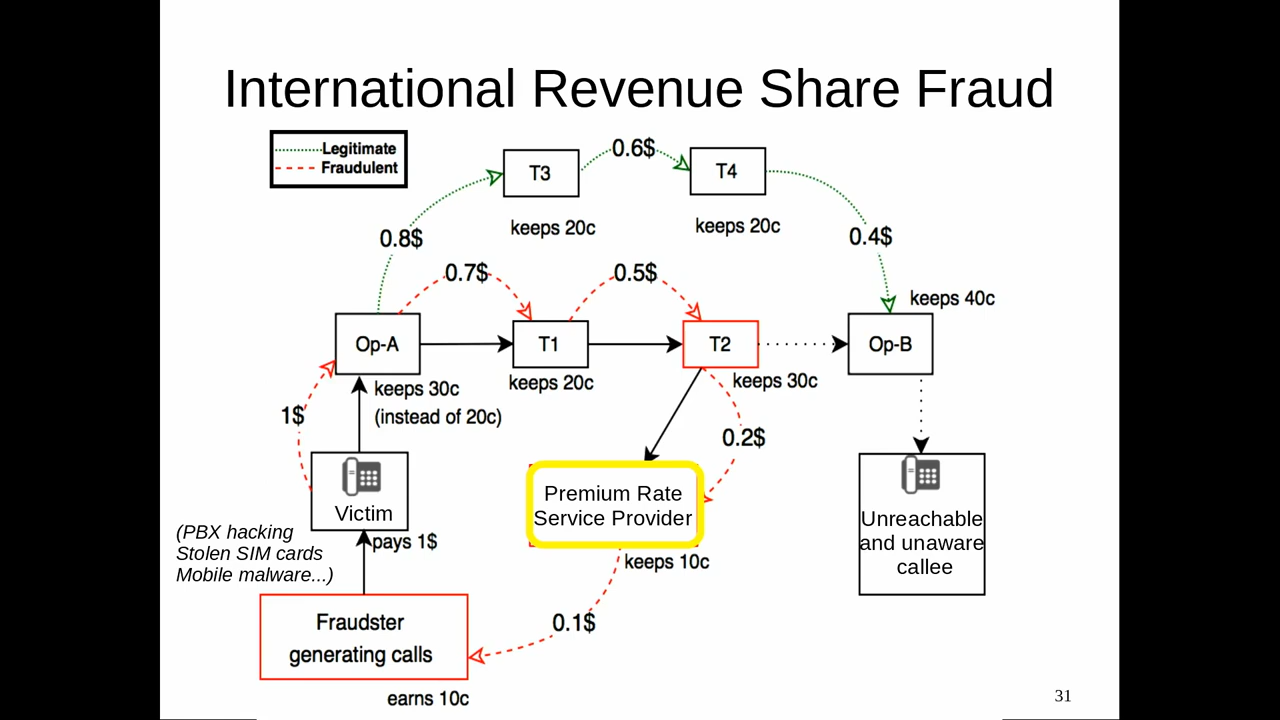 International Revenue Share Fraud
Legitimate
Fraudulent
T3
0.6$
T4
keeps 20c
keeps 20c
0.8$
0.4$
0.7$
0.5$
keeps 40c
Op-A
T1
T2
Op-B
keeps 30c
(instead of 20c)
keeps 20c
keeps 30c
1$
0.2$
Victim
Premium Rate
Service Provider
Unreachable
and unaware
callee
(PBX hacking
Stolen SIM cards
Mobile malware...)
pays 1$
keeps 10c
0.1$
Fraudster
generating calls
earns 10c
31